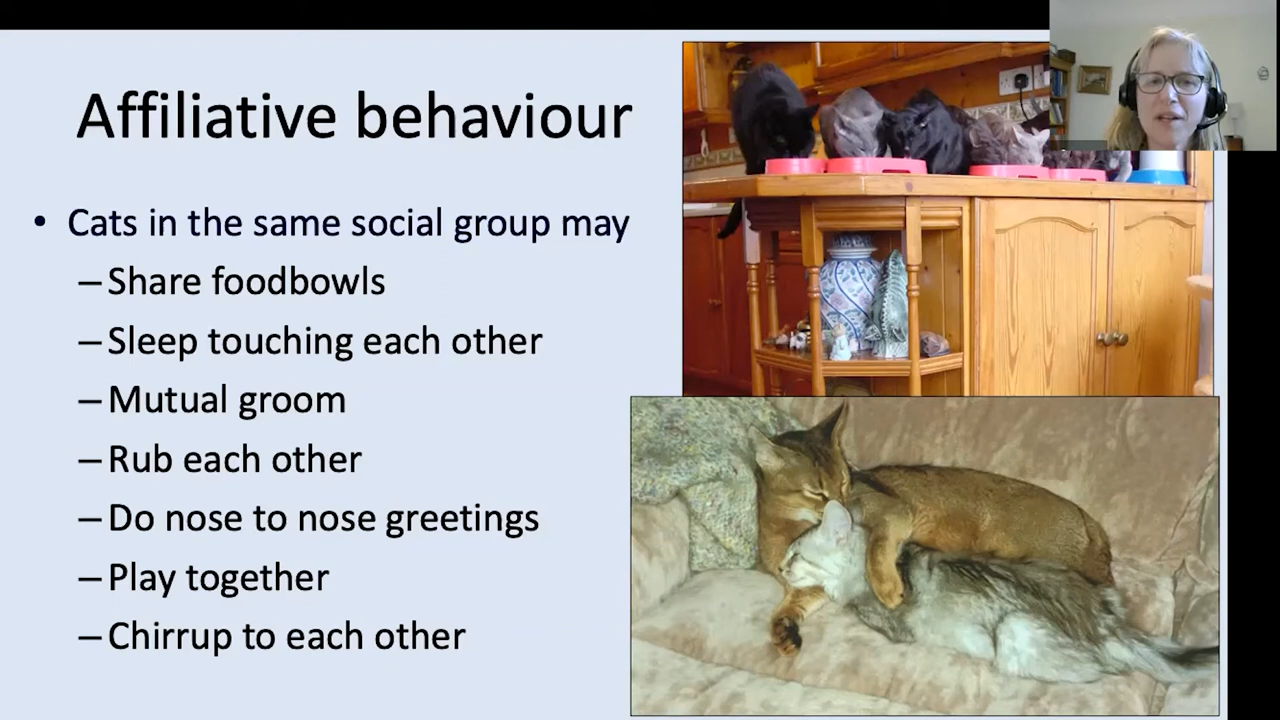 Affiliative behaviour
• Cats in the same social group may
– Share foodbowls
– Sleep touching each other
– Mutual groom
– Rub each other
– Do nose to nose greetings
– Play together
– Chirrup to each other